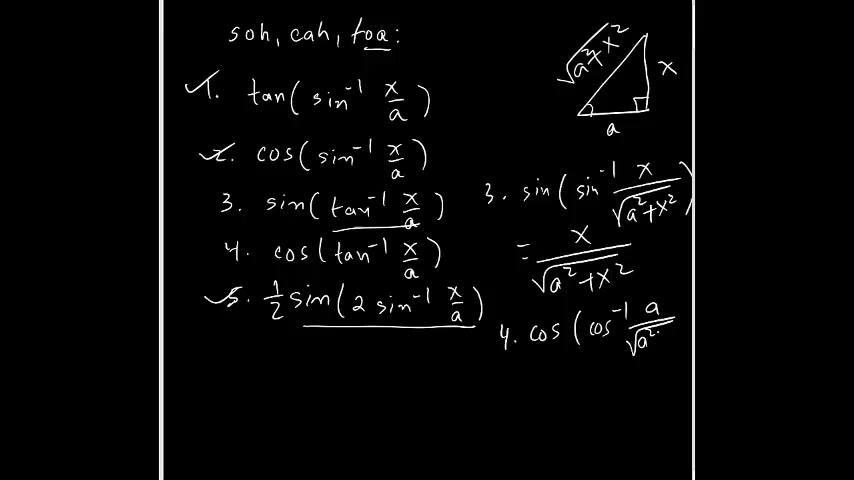 soh, cah, toa:
1. tan(sin⁻¹ x/a)
2. cos(sin⁻¹ x/a)
3. sin(tan⁻¹ x/a)
4. cos(tan⁻¹ x/a)
5. 1/2 sin(2 sin⁻¹ x/a)
√a²+x²
x
a
3. sin(sin⁻¹ x/√a²+x²)
= x/√a²+x²
4. cos(cos⁻¹ a/√a²